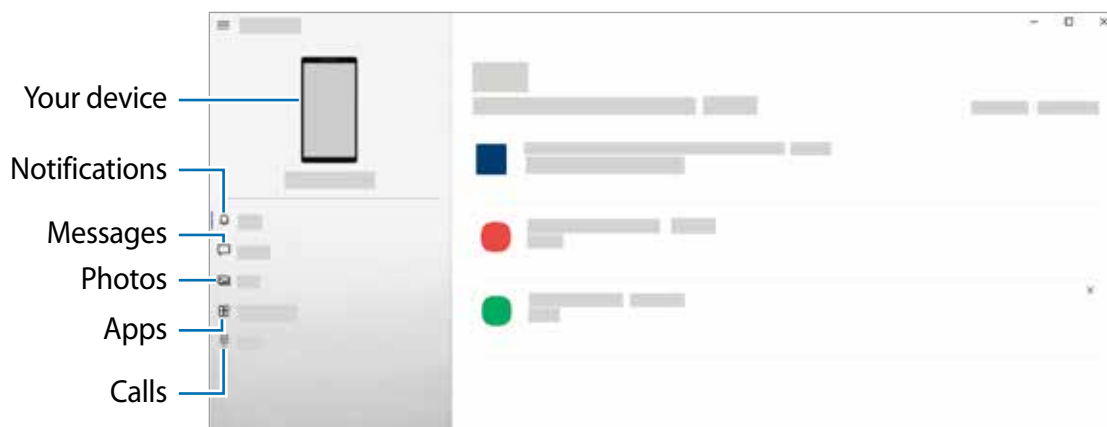 Your device
Notifications
Messages
Photos
Apps
Calls